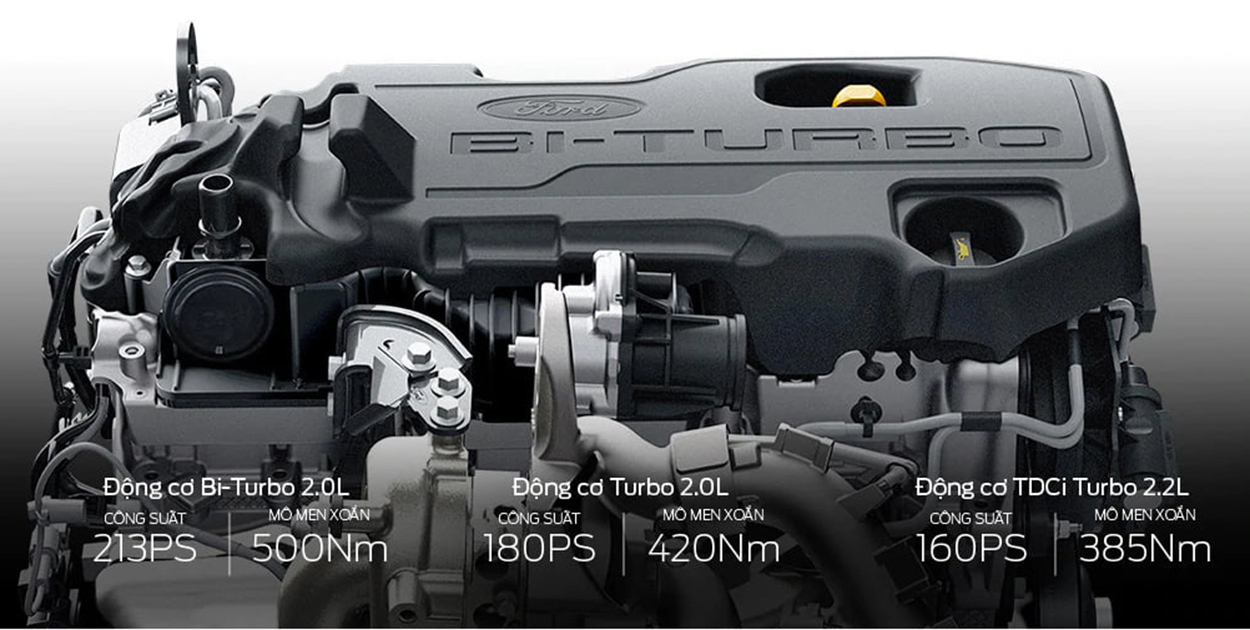 Ford
BI-TURBO
Động cơ Bi-Turbo 2.0L
CÔNG SUẤT
MÔ MEN XOẮN
213PS
500Nm
Động cơ Turbo 2.0L
CÔNG SUẤT
MÔ MEN XOẮN
180PS
420Nm
Động cơ TDCi Turbo 2.2L
CÔNG SUẤT
MÔ MEN XOẮN
160PS
385Nm